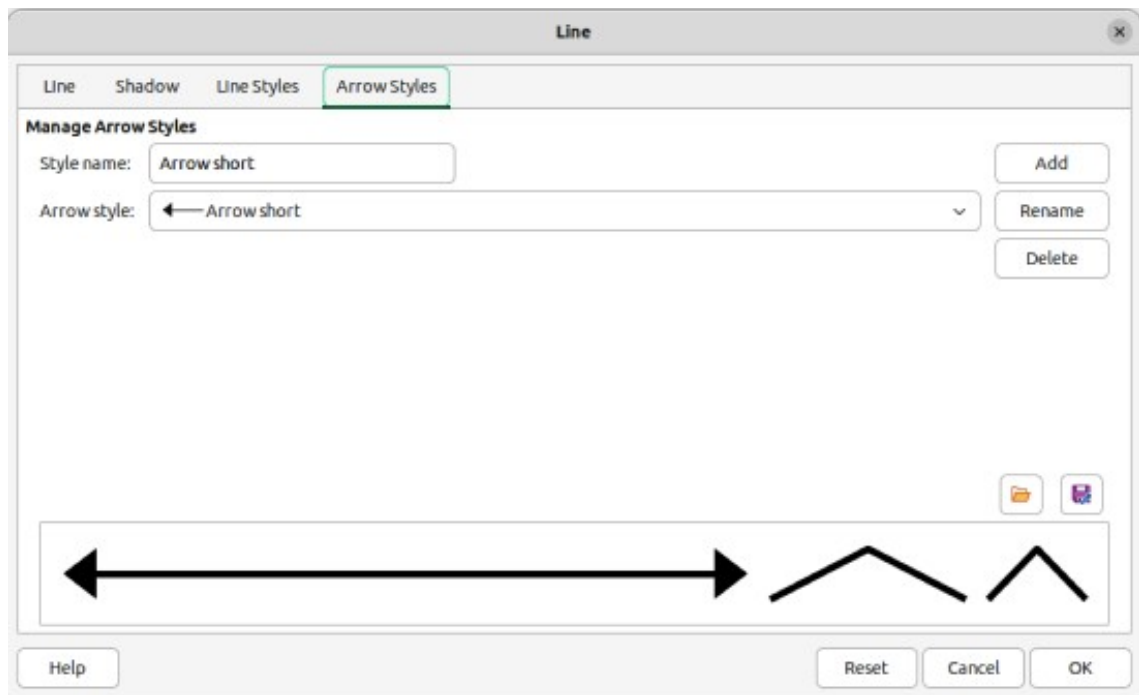 Line
Line Shadow Line Styles Arrow Styles
Manage Arrow Styles
Style name: Arrow short Add
Arrow style: Arrow short Rename
Delete
Help Reset Cancel OK